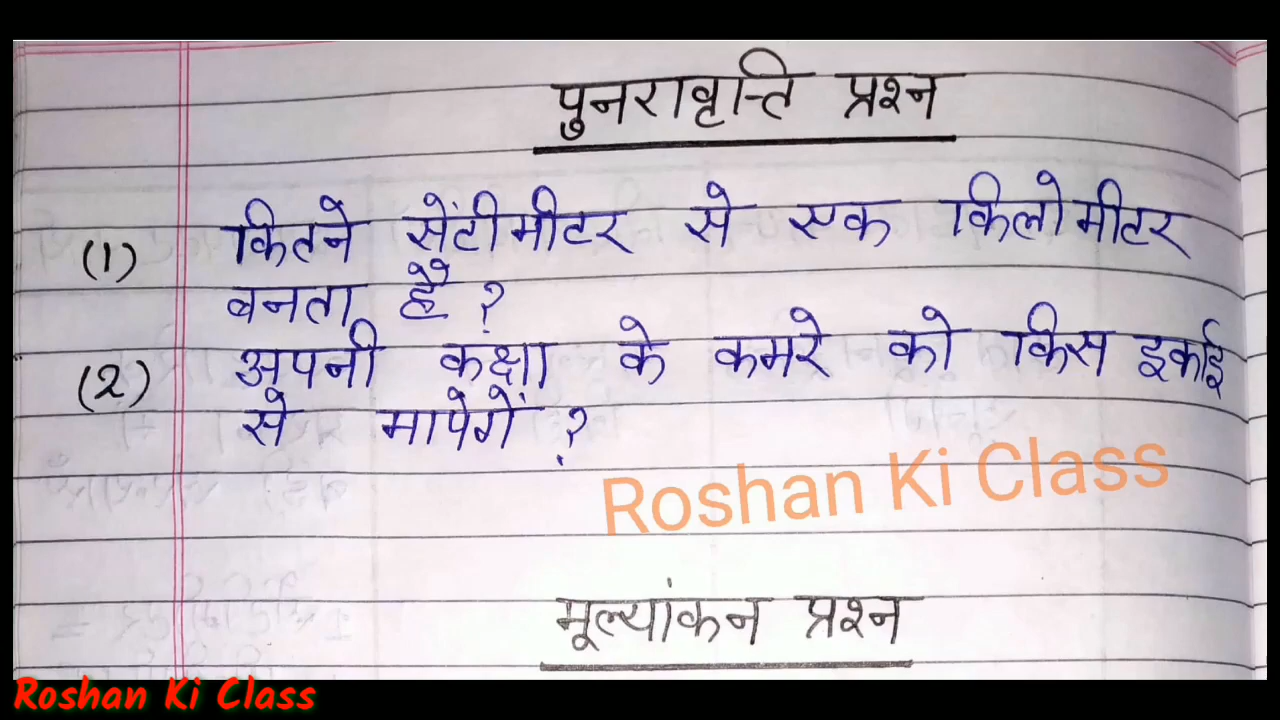 पुनरावृत्ति प्रश्न
(1) कितने सेंटीमीटर से एक किलोमीटर
बनता है ?
(2) अपनी कक्षा के कमरे को किस इकाई
से मापेगें ?
Roshan Ki Class
मूल्यांकन प्रश्न
Roshan Ki Class